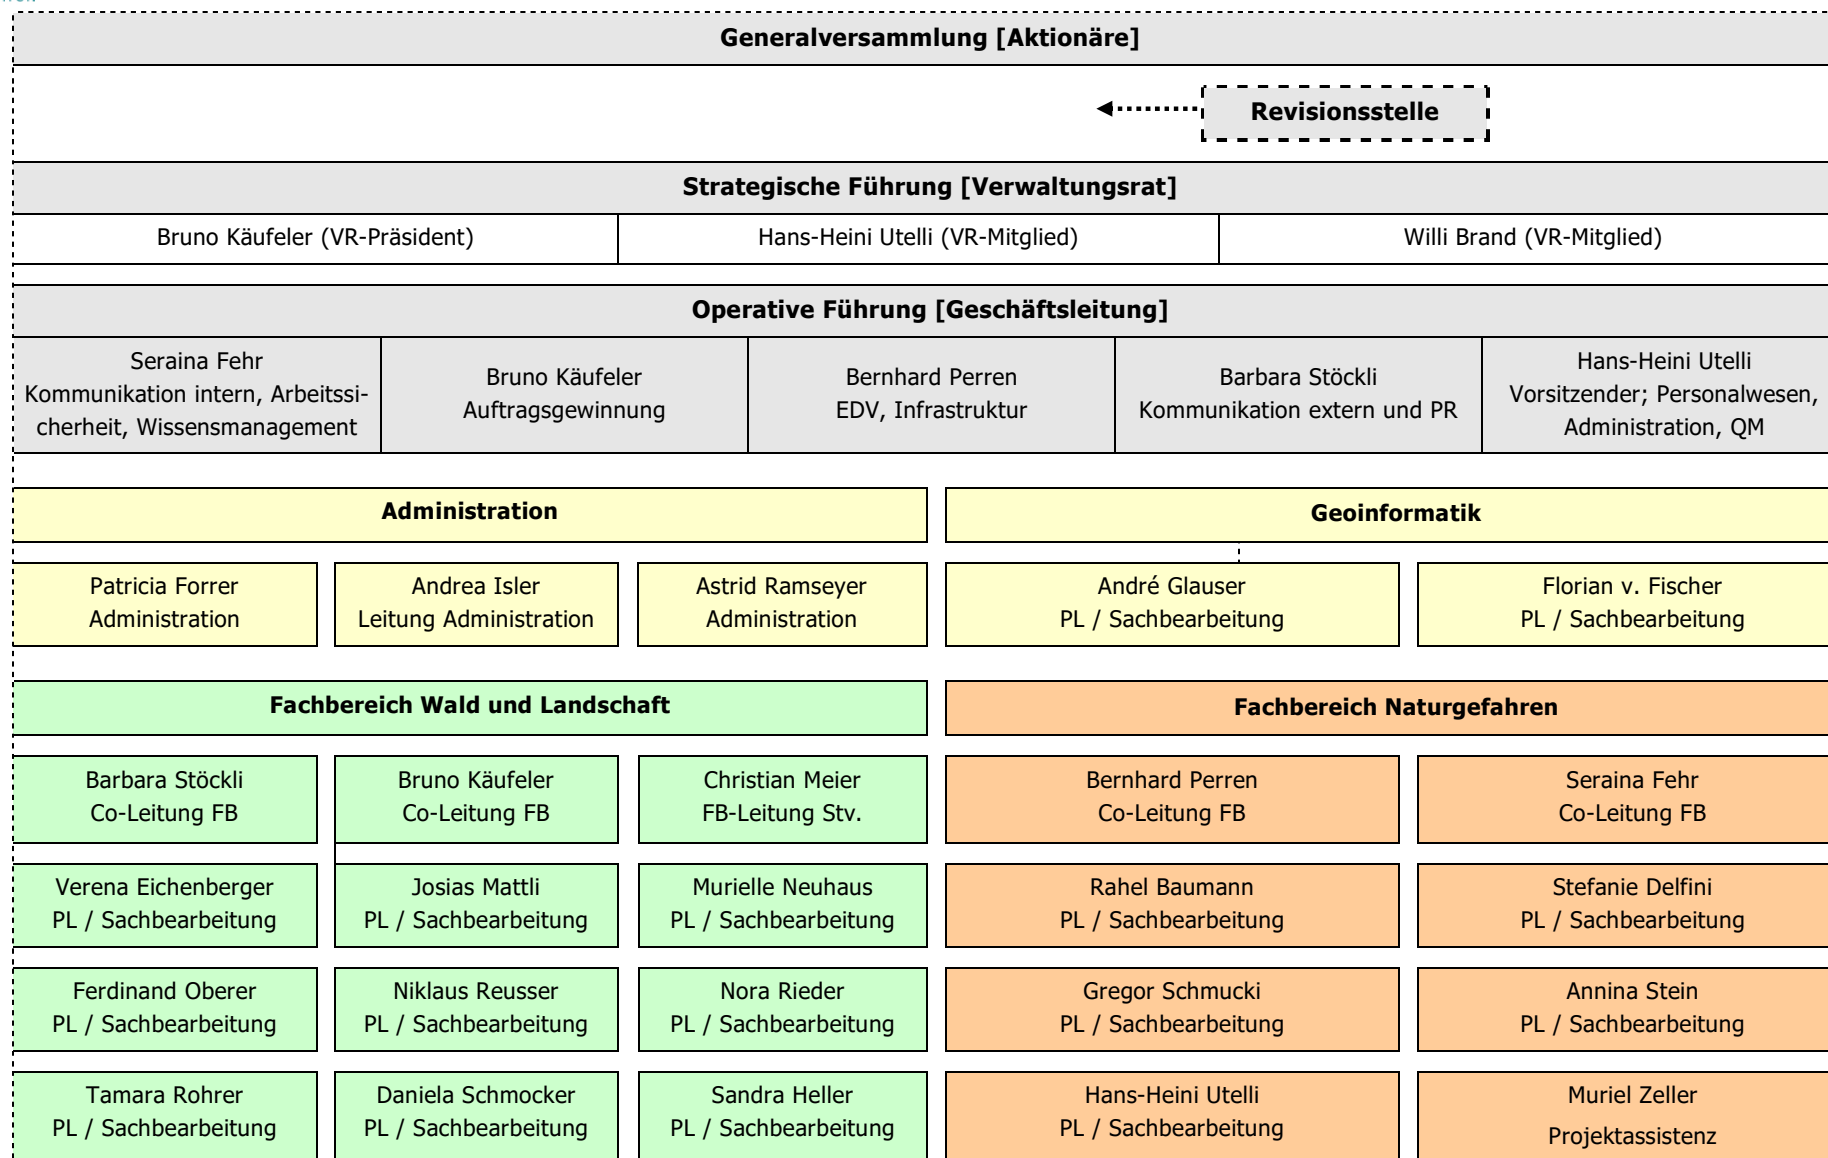 Generalversammlung [Aktionäre]
Revisionsstelle
Strategische Führung [Verwaltungsrat]
Bruno Käufeler (VR-Präsident)
Hans-Heini Utelli (VR-Mitglied)
Willi Brand (VR-Mitglied)
Operative Führung [Geschäftsleitung]
Seraina Fehr
Kommunikation intern, Arbeitssi-
cherheit, Wissensmanagement
Bruno Käufeler
Auftragsgewinnung
Bernhard Perren
EDV, Infrastruktur
Barbara Stöckli
Kommunikation extern und PR
Hans-Heini Utelli
Vorsitzender; Personalwesen,
Administration, QM
Administration
Geoinformatik
Patricia Forrer
Administration
Andrea Isler
Leitung Administration
Astrid Ramseyer
Administration
André Glauser
PL / Sachbearbeitung
Florian v. Fischer
PL / Sachbearbeitung
Fachbereich Wald und Landschaft
Fachbereich Naturgefahren
Barbara Stöckli
Co-Leitung FB
Bruno Käufeler
Co-Leitung FB
Christian Meier
FB-Leitung Stv.
Bernhard Perren
Co-Leitung FB
Seraina Fehr
Co-Leitung FB
Verena Eichenberger
PL / Sachbearbeitung
Josias Mattli
PL / Sachbearbeitung
Murielle Neuhaus
PL / Sachbearbeitung
Rahel Baumann
PL / Sachbearbeitung
Stefanie Delfini
PL / Sachbearbeitung
Ferdinand Oberer
PL / Sachbearbeitung
Niklaus Reusser
PL / Sachbearbeitung
Nora Rieder
PL / Sachbearbeitung
Gregor Schmucki
PL / Sachbearbeitung
Annina Stein
PL / Sachbearbeitung
Tamara Rohrer
PL / Sachbearbeitung
Daniela Schmocker
PL / Sachbearbeitung
Sandra Heller
PL / Sachbearbeitung
Hans-Heini Utelli
PL / Sachbearbeitung
Muriel Zeller
Projektassistenz